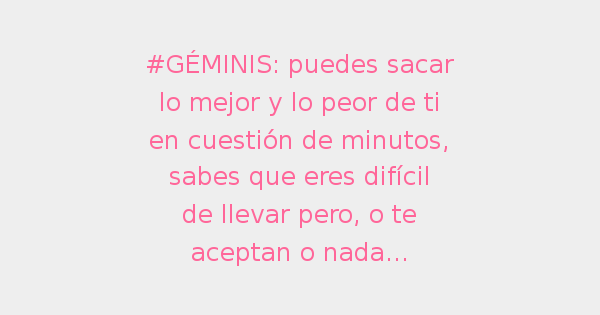 #GÉMINIS: puedes sacar
lo mejor y lo peor de ti
en cuestión de minutos,
sabes que eres difícil
de llevar pero, o te
aceptan o nada...